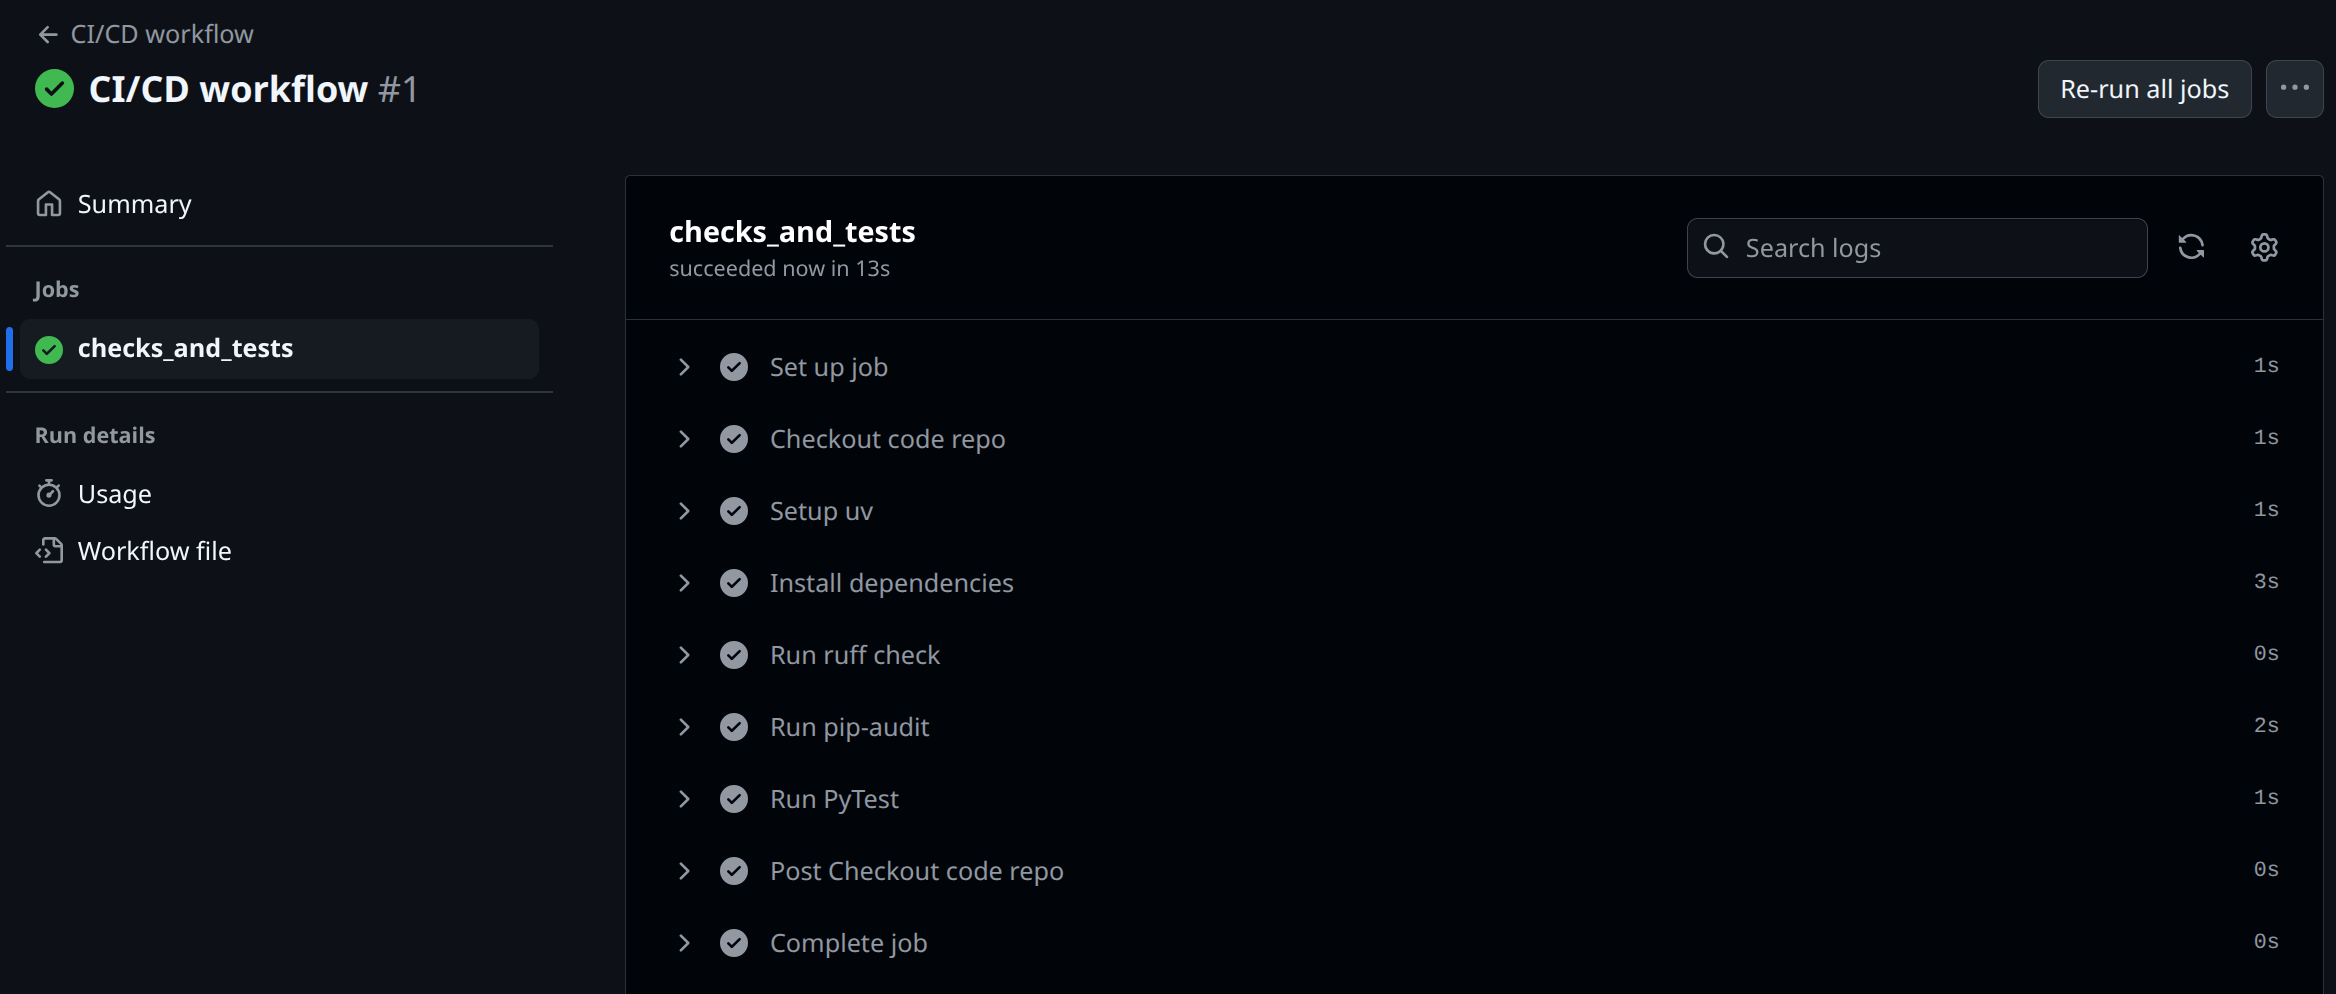 CI/CD workflow
CI/CD workflow #1
Re-run all jobs
Summary
Jobs
checks_and_tests
Run details
Usage
Workflow file
checks_and_tests
succeeded now in 13s
Search logs
Set up job 1s
Checkout code repo 1s
Setup uv 1s
Install dependencies 3s
Run ruff check 0s
Run pip-audit 2s
Run PyTest 1s
Post Checkout code repo 0s
Complete job 0s